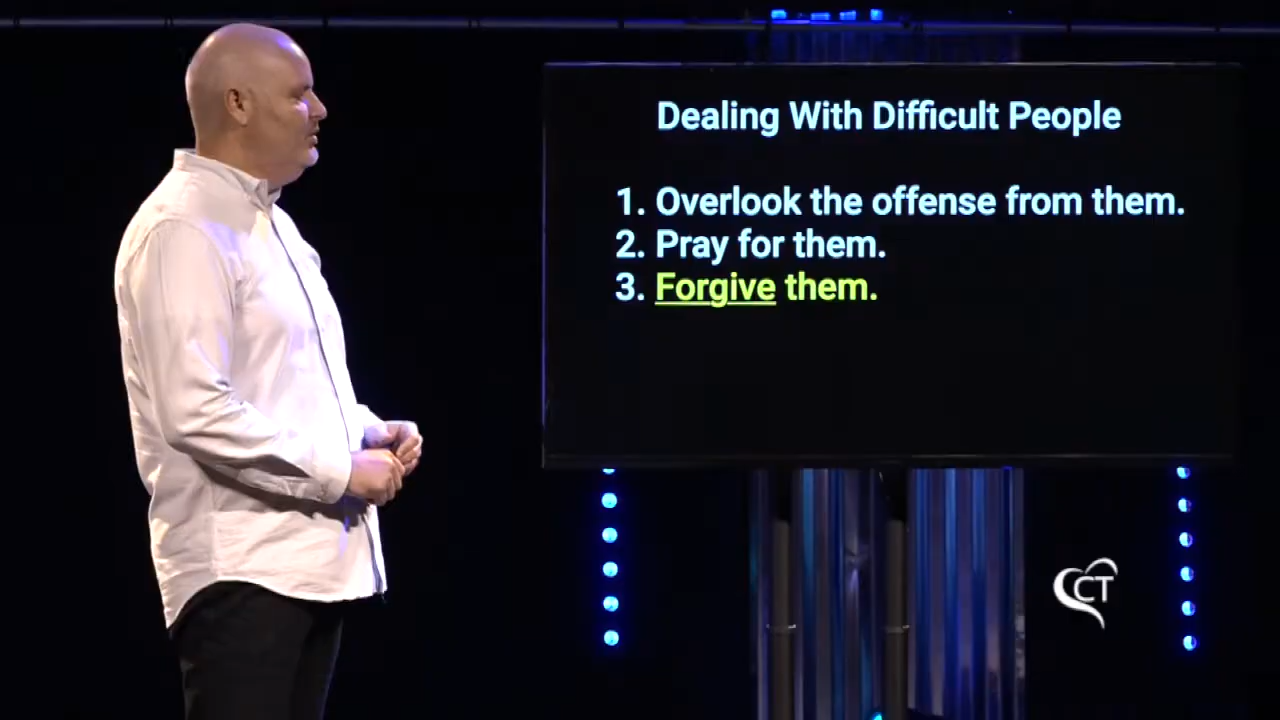 Dealing With Difficult People
1. Overlook the offense from them.
2. Pray for them.
3. Forgive them.
CT